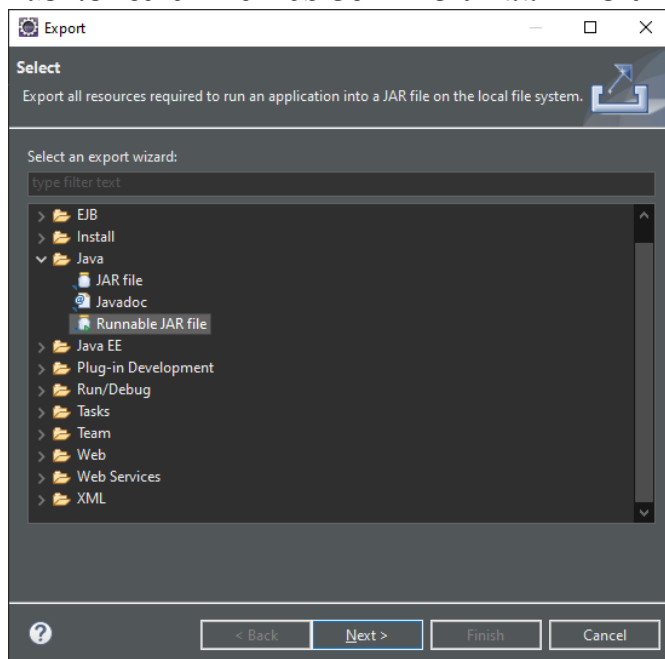 Export
Select
Export all resources required to run an application into a JAR file on the local file system.
Select an export wizard:
type filter text
EJB
Install
Java
JAR file
Javadoc
Runnable JAR file
Java EE
Plug-in Development
Run/Debug
Tasks
Team
Web
Web Services
XML
< Back
Next >
Finish
Cancel